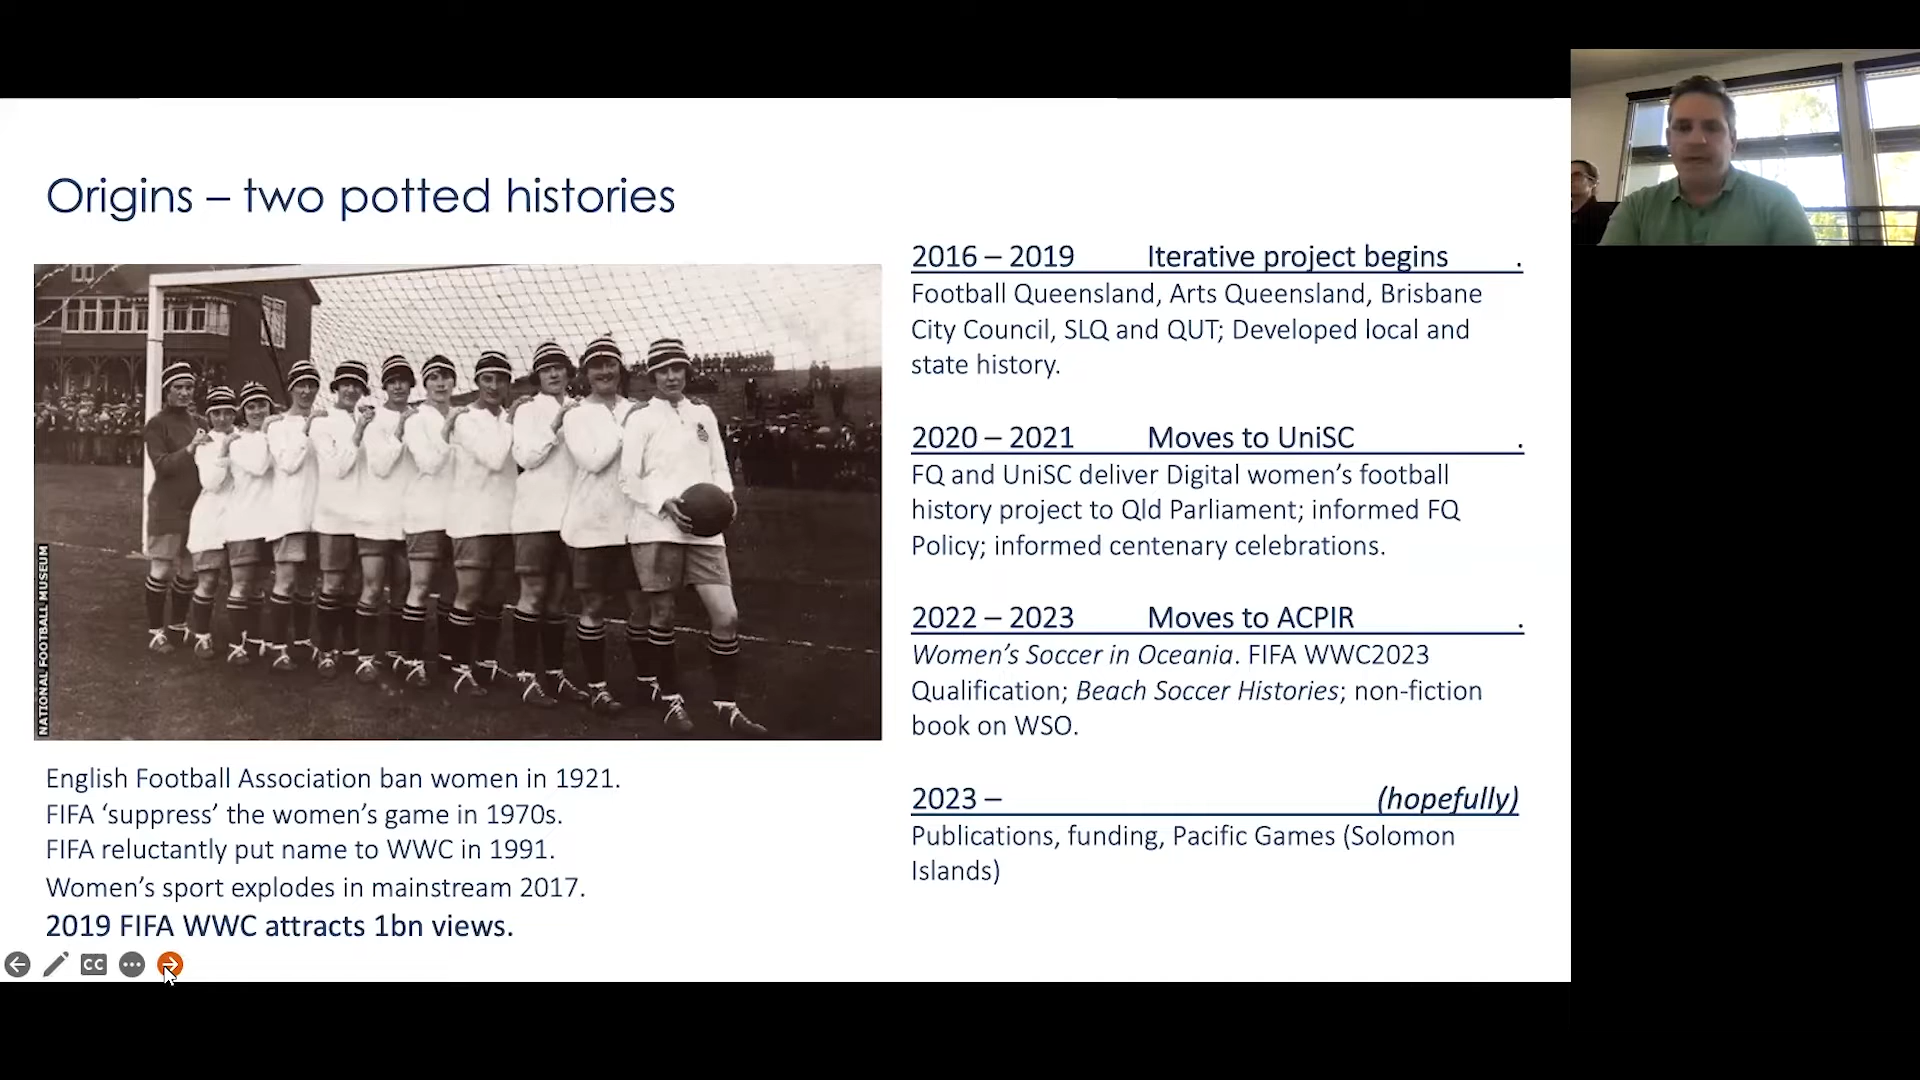 Origins – two potted histories
NATIONAL FOOTBALL MUSEUM
English Football Association ban women in 1921.
FIFA ‘suppress’ the women’s game in 1970s.
FIFA reluctantly put name to WWC in 1991.
Women’s sport explodes in mainstream 2017.
2019 FIFA WWC attracts 1bn views.
2016 – 2019 Iterative project begins .
Football Queensland, Arts Queensland, Brisbane
City Council, SLQ and QUT; Developed local and
state history.
2020 – 2021 Moves to UniSC .
FQ and UniSC deliver Digital women’s football
history project to Qld Parliament; informed FQ
Policy; informed centenary celebrations.
2022 – 2023 Moves to ACPIR .
Women’s Soccer in Oceania. FIFA WWC2023
Qualification; Beach Soccer Histories; non-fiction
book on WSO.
2023 – (hopefully)
Publications, funding, Pacific Games (Solomon
Islands)
CC